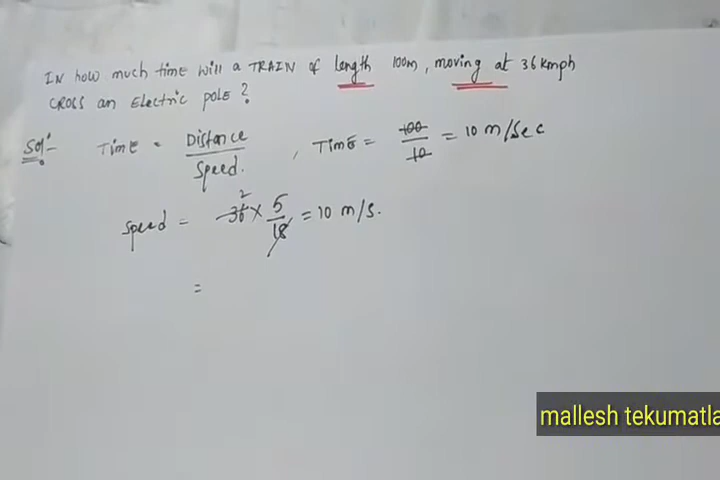 IN how much time will a TRAIN of length 100m, moving at 36 kmph
CROSS an Electric pole?
Sol:- Time = Distance / Speed. , Time = 100 / 10 = 10 m/sec
Speed = 36 2 × 5 / 18 = 10 m/s.
=
mallesh tekumatla